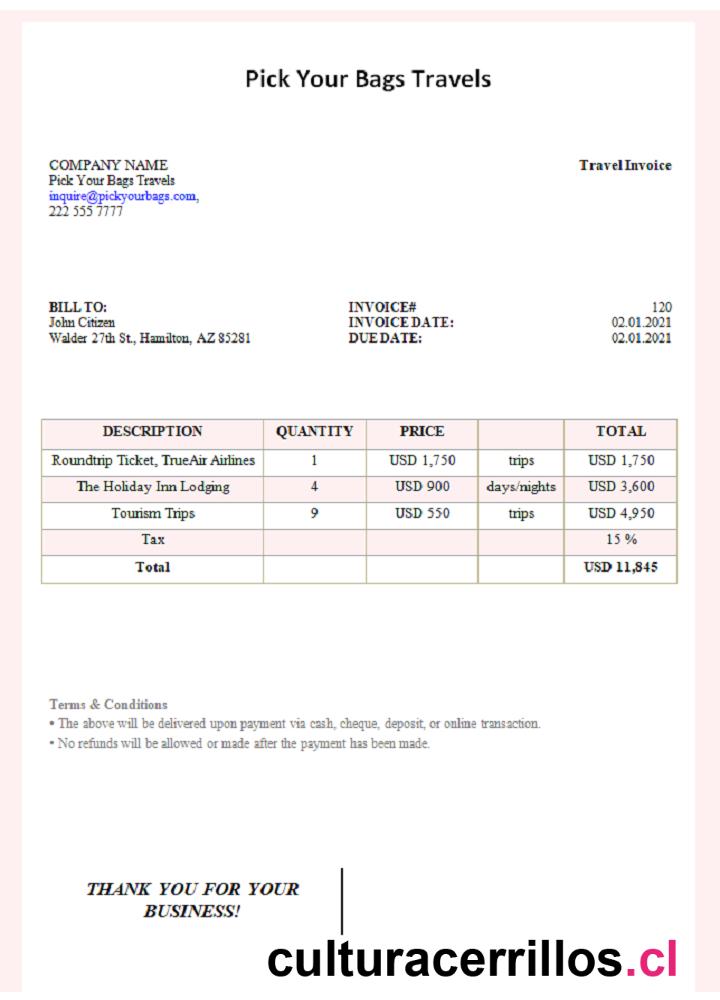 Pick Your Bags Travels
COMPANY NAME
Pick Your Bags Travels
inquire@pickyourbags.com,
222 555 7777
Travel Invoice
BILL TO:
John Citizen
Walder 27th St., Hamilton, AZ 85281
INVOICE# 120
INVOICE DATE: 02.01.2021
DUE DATE: 02.01.2021
DESCRIPTION QUANTITY PRICE TOTAL
Roundtrip Ticket, TrueAir Airlines 1 USD 1,750 trips USD 1,750
The Holiday Inn Lodging 4 USD 900 days/nights USD 3,600
Tourism Trips 9 USD 550 trips USD 4,950
Tax 15 %
Total USD 11,845
Terms & Conditions
• The above will be delivered upon payment via cash, cheque, deposit, or online transaction.
• No refunds will be allowed or made after the payment has been made.
THANK YOU FOR YOUR
BUSINESS!
culturacerrillos.cl